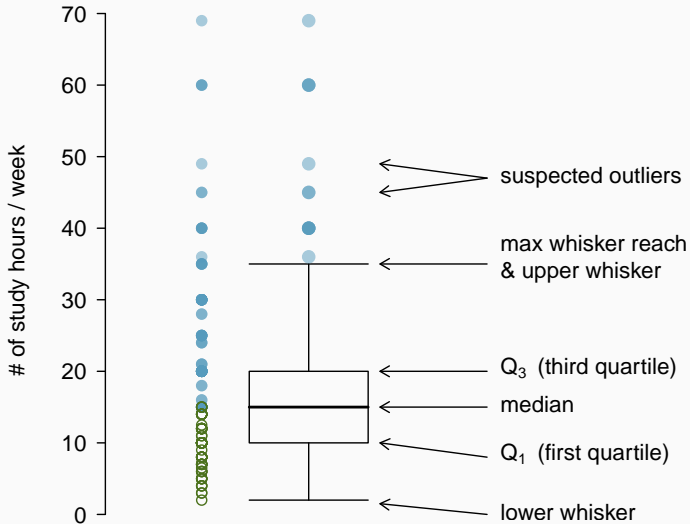 # of study hours / week
70
60
50
40
30
20
10
0
suspected outliers
max whisker reach
& upper whisker
Q₃ (third quartile)
median
Q₁ (first quartile)
lower whisker